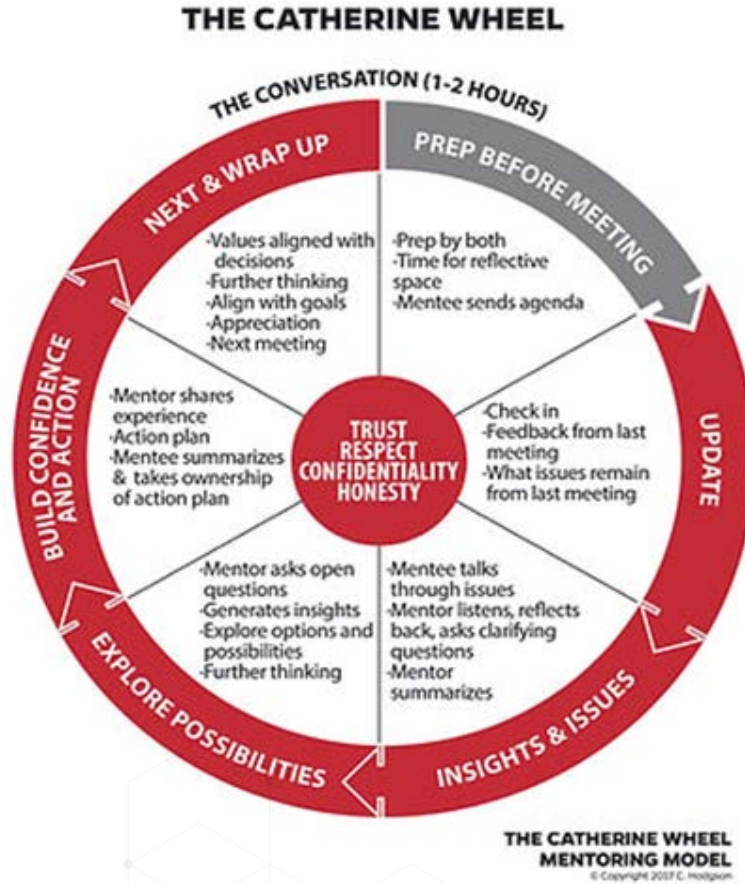 THE CATHERINE WHEEL
THE CONVERSATION (1-2 HOURS)
PREP BEFORE MEETING
-Prep by both
-Time for reflective
space
-Mentee sends agenda
UPDATE
-Check in
-Feedback from last
meeting
-What issues remain
from last meeting
INSIGHTS & ISSUES
-Mentee talks
through issues
-Mentor listens, reflects
back, asks clarifying
questions
-Mentor
summarizes
EXPLORE POSSIBILITIES
-Mentor asks open
questions
-Generates insights
-Explore options and
possibilities
-Further thinking
BUILD CONFIDENCE
AND ACTION
-Mentor shares
experience
-Action plan
-Mentee summarizes
& takes ownership
of action plan
NEXT & WRAP UP
-Values aligned with
decisions
-Further thinking
-Align with goals
-Appreciation
-Next meeting
TRUST
RESPECT
CONFIDENTIALITY
HONESTY
THE CATHERINE WHEEL
MENTORING MODEL
© Copyright 2017 C. Hodgson